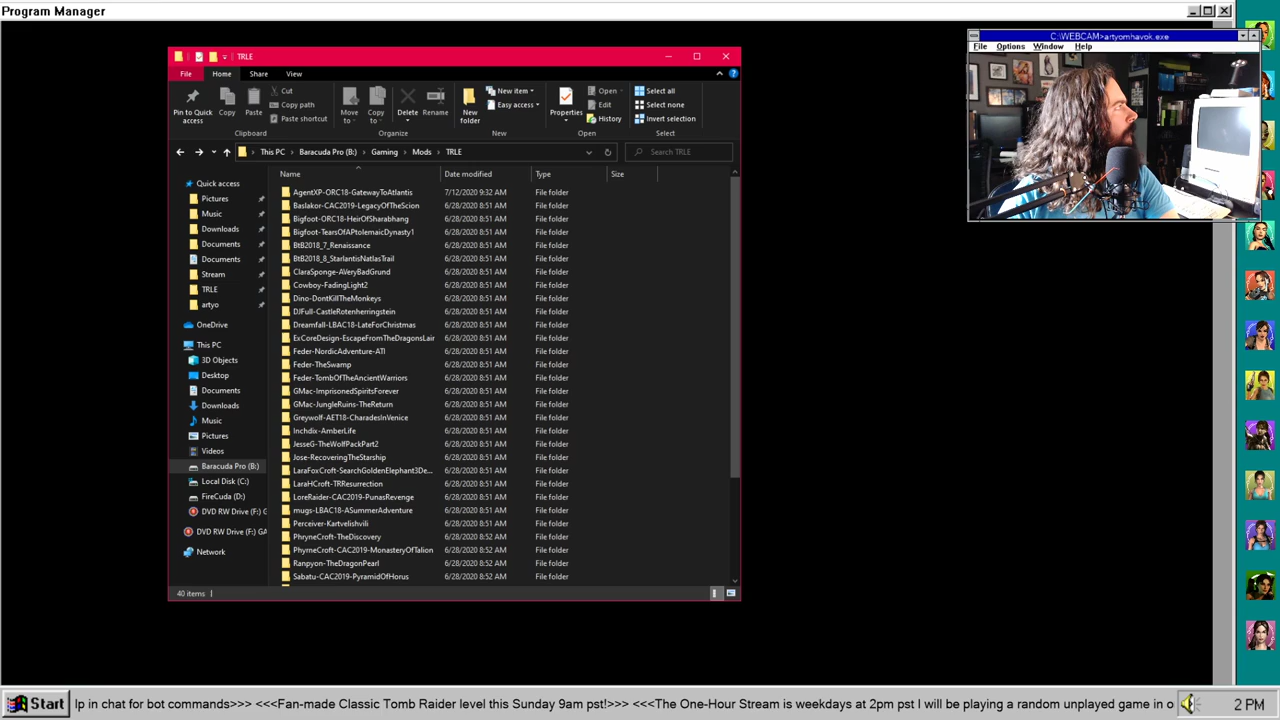 Program Manager
C:\WEBCAM>artyomhavok.exe
File Options Window Help
TRLE
File Home Share View
Pin to Quick access
Copy
Paste
Cut
Copy path
Paste shortcut
Clipboard
Move to
Copy to
Delete
Rename
Organize
New folder
New item
Easy access
New
Properties
Open
Edit
History
Open
Select all
Select none
Invert selection
Select
This PC > Baracuda Pro (B:) > Gaming > Mods > TRLE
Search TRLE
Quick access
Pictures
Music
Downloads
Documents
Documents
Stream
TRLE
artyo
OneDrive
This PC
3D Objects
Desktop
Documents
Downloads
Music
Pictures
Videos
Baracuda Pro (B:)
Local Disk (C:)
FireCuda (D:)
DVD RW Drive (F:) G
DVD RW Drive (F:) GA
Network
Name Date modified Type Size
AgentXP-ORC18-GatewayToAtlantis 7/12/2020 9:32 AM File folder
Baslakor-CAC2019-LegacyOfTheScion 6/28/2020 8:51 AM File folder
Bigfoot-ORC18-HeirOfSharabhang 6/28/2020 8:51 AM File folder
Bigfoot-TearsOfAPtolemaicDynasty1 6/28/2020 8:51 AM File folder
BtB2018_7_Renaissance 6/28/2020 8:51 AM File folder
BtB2018_8_StarlantisNatlasTrail 6/28/2020 8:51 AM File folder
ClaraSponge-AVeryBadGrund 6/28/2020 8:51 AM File folder
Cowboy-FadingLight2 6/28/2020 8:51 AM File folder
Dino-DontKillTheMonkeys 6/28/2020 8:51 AM File folder
DJFull-CastleRotenherringstein 6/28/2020 8:51 AM File folder
Dreamfall-LBAC18-LateForChristmas 6/28/2020 8:51 AM File folder
ExCoreDesign-EscapeFromTheDragonsLair 6/28/2020 8:51 AM File folder
Feder-NordicAdventure-ATI 6/28/2020 8:51 AM File folder
Feder-TheSwamp 6/28/2020 8:51 AM File folder
Feder-TombOfTheAncientWarriors 6/28/2020 8:51 AM File folder
GMac-ImprisonedSpiritsForever 6/28/2020 8:51 AM File folder
GMac-JungleRuins-TheReturn 6/28/2020 8:51 AM File folder
Greywolf-AET18-CharadesInVenice 6/28/2020 8:51 AM File folder
Inchdix-AmberLife 6/28/2020 8:51 AM File folder
JesseG-TheWolfPackPart2 6/28/2020 8:51 AM File folder
Jose-RecoveringTheStarship 6/28/2020 8:51 AM File folder
LaraFoxCroft-SearchGoldenElephant3De... 6/28/2020 8:51 AM File folder
LaraHCroft-TRResurrection 6/28/2020 8:51 AM File folder
LoreRaider-CAC2019-PunasRevenge 6/28/2020 8:51 AM File folder
mugs-LBAC18-ASummerAdventure 6/28/2020 8:51 AM File folder
Perceiver-Kartvelishvili 6/28/2020 8:51 AM File folder
PhryneCroft-TheDiscovery 6/28/2020 8:52 AM File folder
PhyrneCroft-CAC2019-MonasteryOfTalion 6/28/2020 8:52 AM File folder
Ranpyon-TheDragonPearl 6/28/2020 8:52 AM File folder
Sabatu-CAC2019-PyramidOfHorus 6/28/2020 8:52 AM File folder
40 items
Start
lp in chat for bot commands>>> <<<Fan-made Classic Tomb Raider level this Sunday 9am pst!>>> <<<The One-Hour Stream is weekdays at 2pm pst I will be playing a random unplayed game in o
2 PM